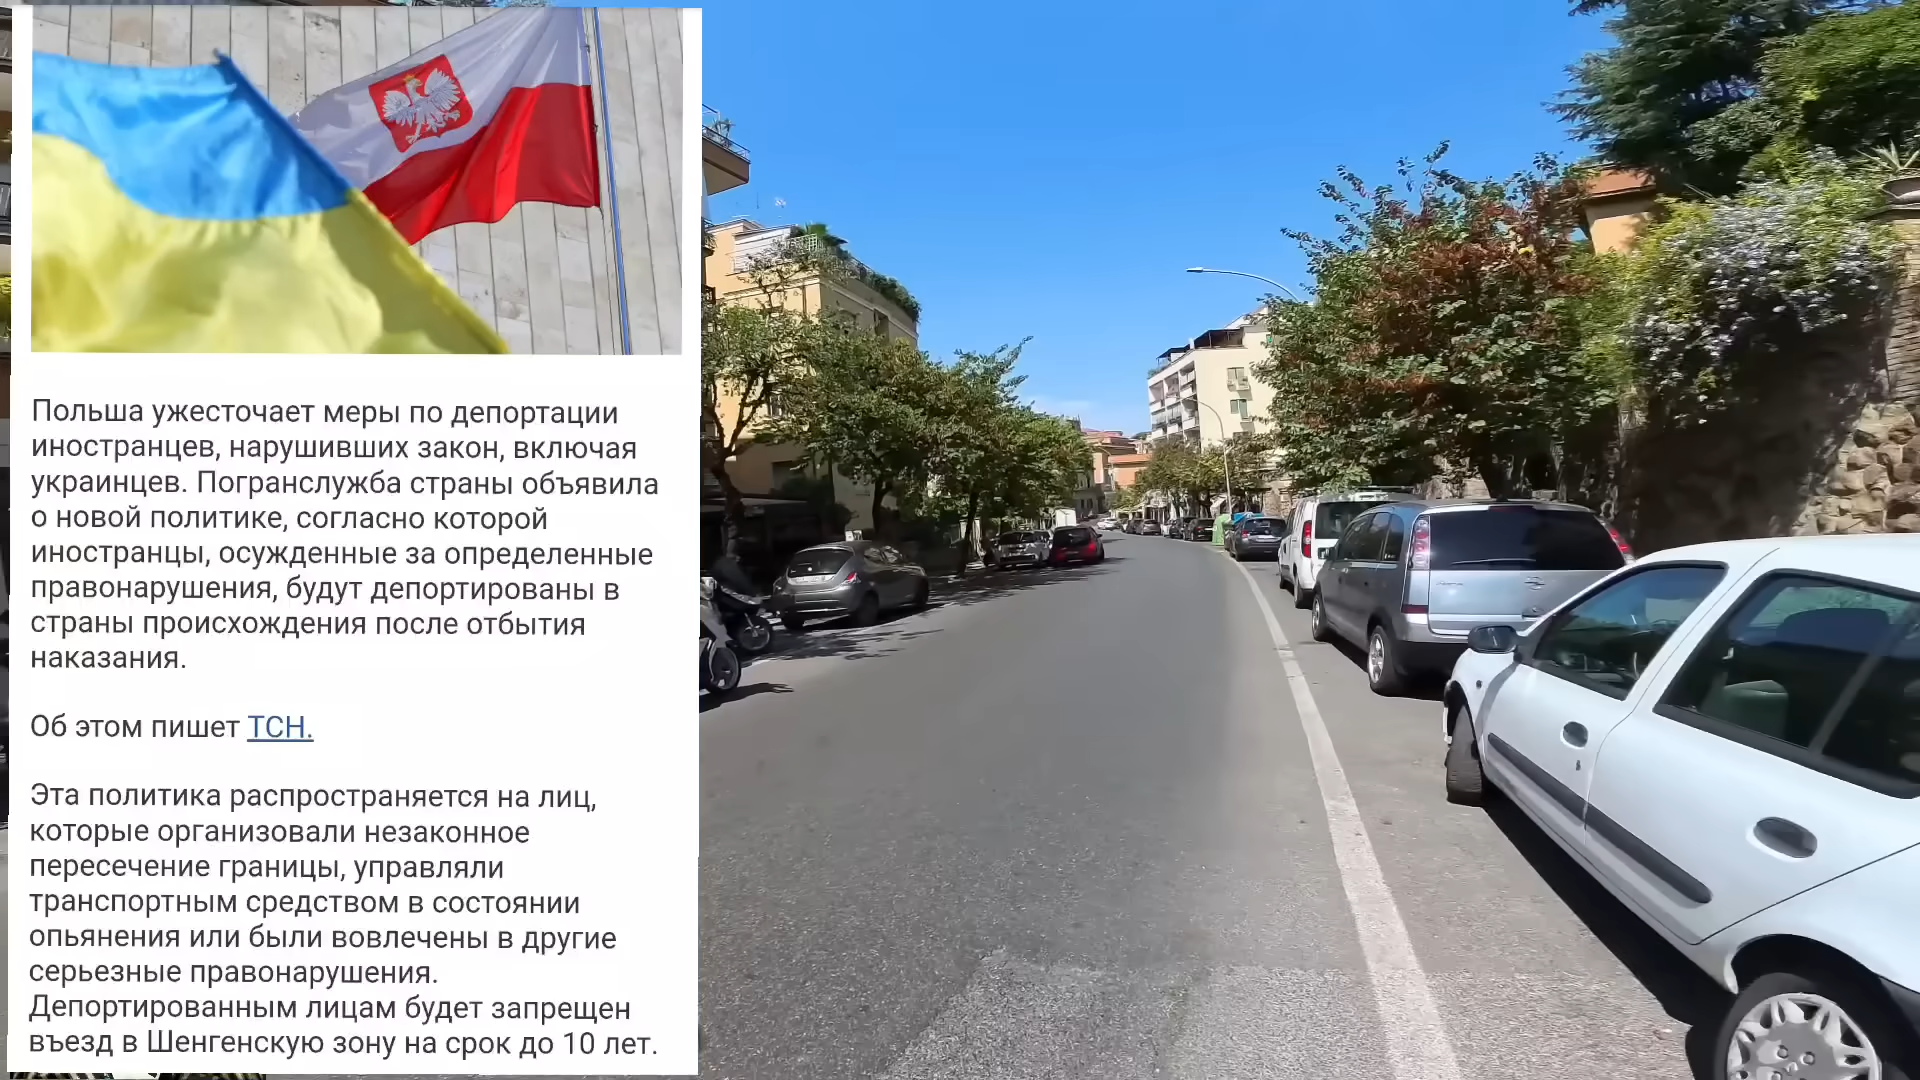 Польша ужесточает меры по депортации
иностранцев, нарушивших закон, включая
украинцев. Погранслужба страны объявила
о новой политике, согласно которой
иностранцы, осужденные за определенные
правонарушения, будут депортированы в
страны происхождения после отбытия
наказания.
Об этом пишет ТСН.
Эта политика распространяется на лиц,
которые организовали незаконное
пересечение границы, управляли
транспортным средством в состоянии
опьянения или были вовлечены в другие
серьезные правонарушения.
Депортированным лицам будет запрещен
въезд в Шенгенскую зону на срок до 10 лет.